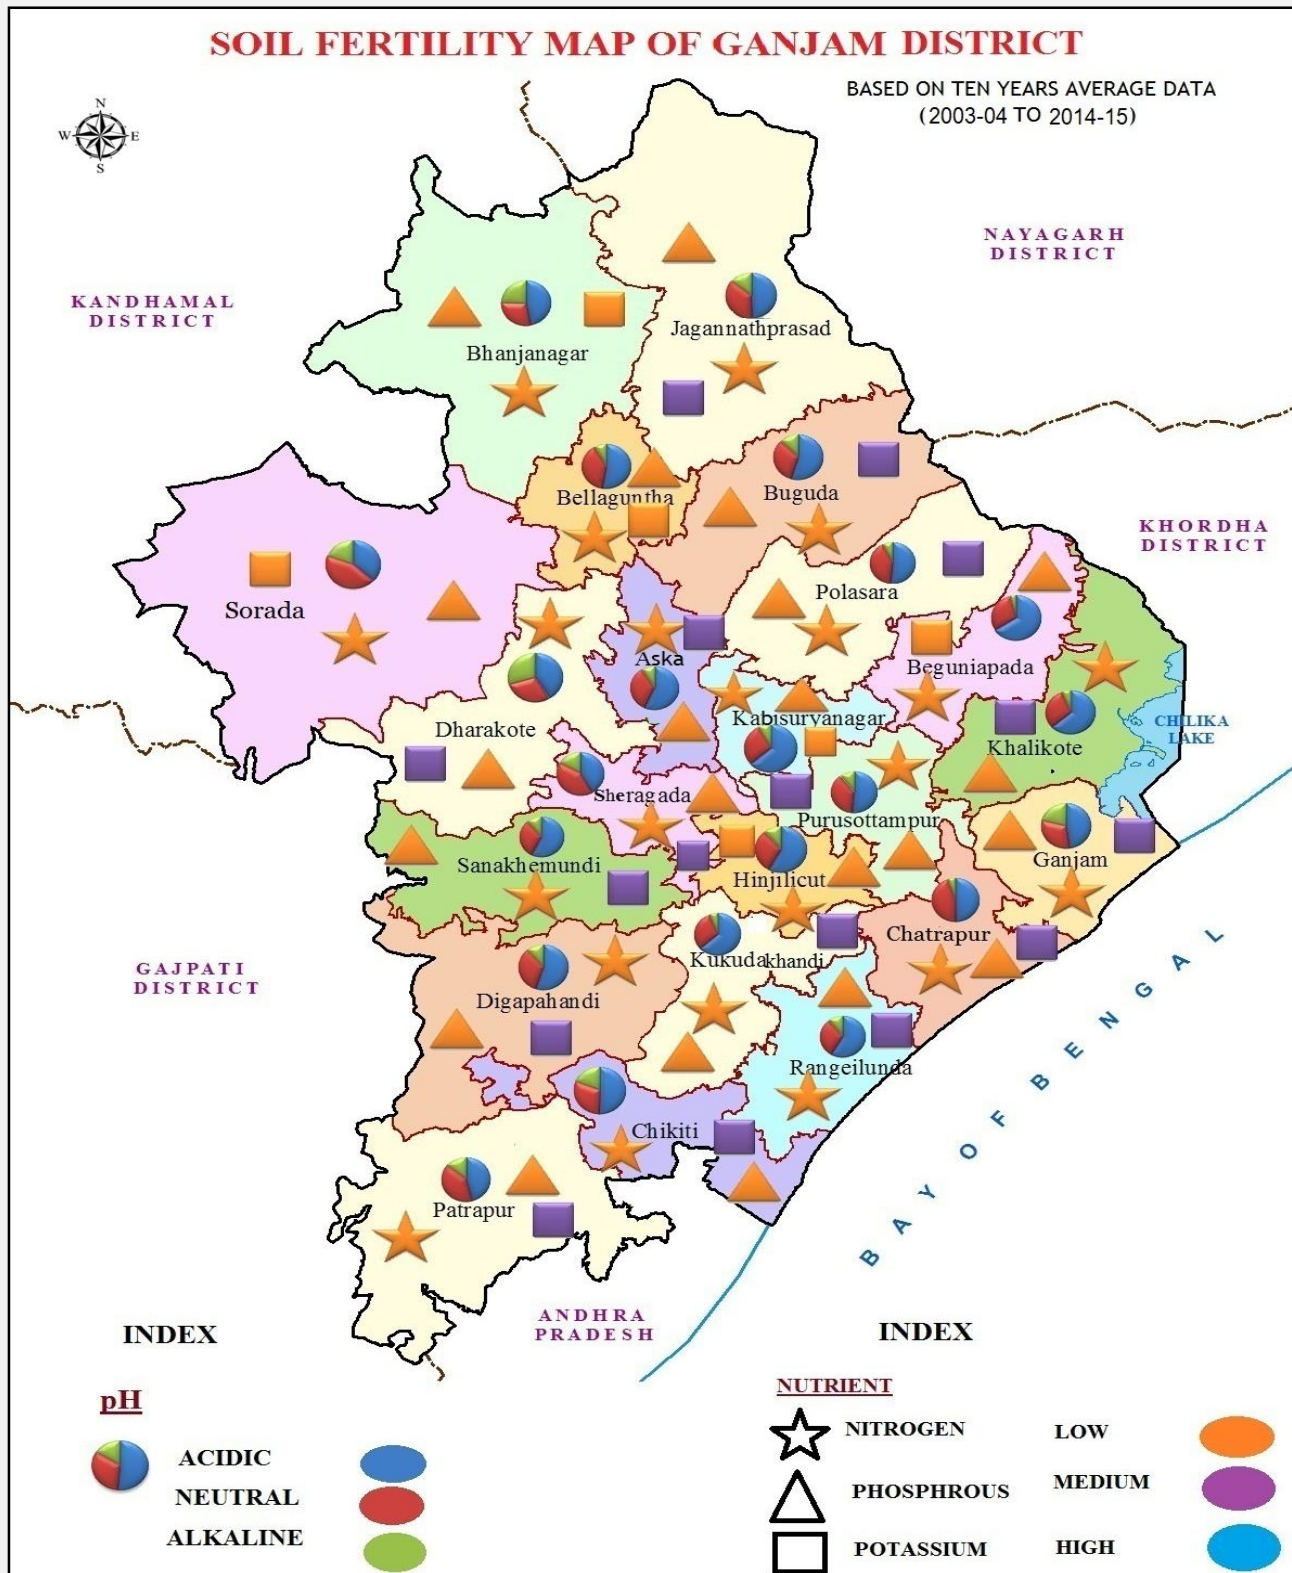 SOIL FERTILITY MAP OF GANJAM DISTRICT
BASED ON TEN YEARS AVERAGE DATA
(2003-04 TO 2014-15)
N
W
E
S
NAYAGARH
DISTRICT
KANDHAMAL
DISTRICT
Jagannathprasad
Bhanjanagar
Bellaguntha
Buguda
KHORDHA
DISTRICT
Polasara
Sorada
Aska
Beguniapada
Dharakote
Kabisuryanagar
Khalikote
CHILIKA
LAKE
Sheragada
Purusottampur
Sanakhemundi
Hinjilicut
Ganjam
Chatrapur
Kukudakhandi
GAJPATI
DISTRICT
Digapahandi
Rangeilunda
BAY OF BENGAL
Chikiti
Patrapur
ANDHRA
PRADESH
INDEX
pH
ACIDIC
NEUTRAL
ALKALINE
INDEX
NUTRIENT
NITROGEN
LOW
PHOSPHROUS
MEDIUM
POTASSIUM
HIGH